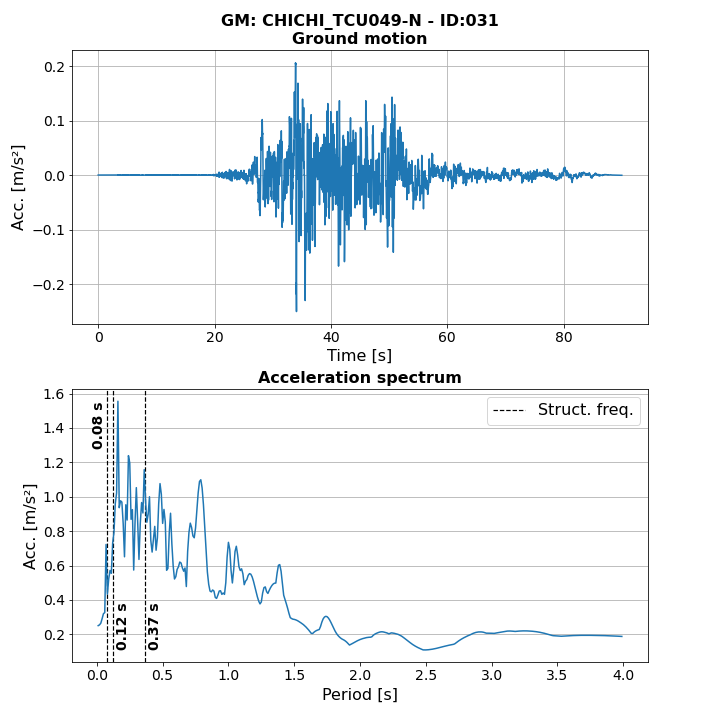 GM: CHICHI_TCU049-N - ID:031
Ground motion
0.2
0.1
0.0
−0.1
−0.2
Acc. [m/s²]
0 20 40 60 80
Time [s]
Acceleration spectrum
1.6
1.4
1.2
1.0
0.8
0.6
0.4
0.2
Acc. [m/s²]
Struct. freq.
0.08 s
0.12 s
0.37 s
0.0 0.5 1.0 1.5 2.0 2.5 3.0 3.5 4.0
Period [s]